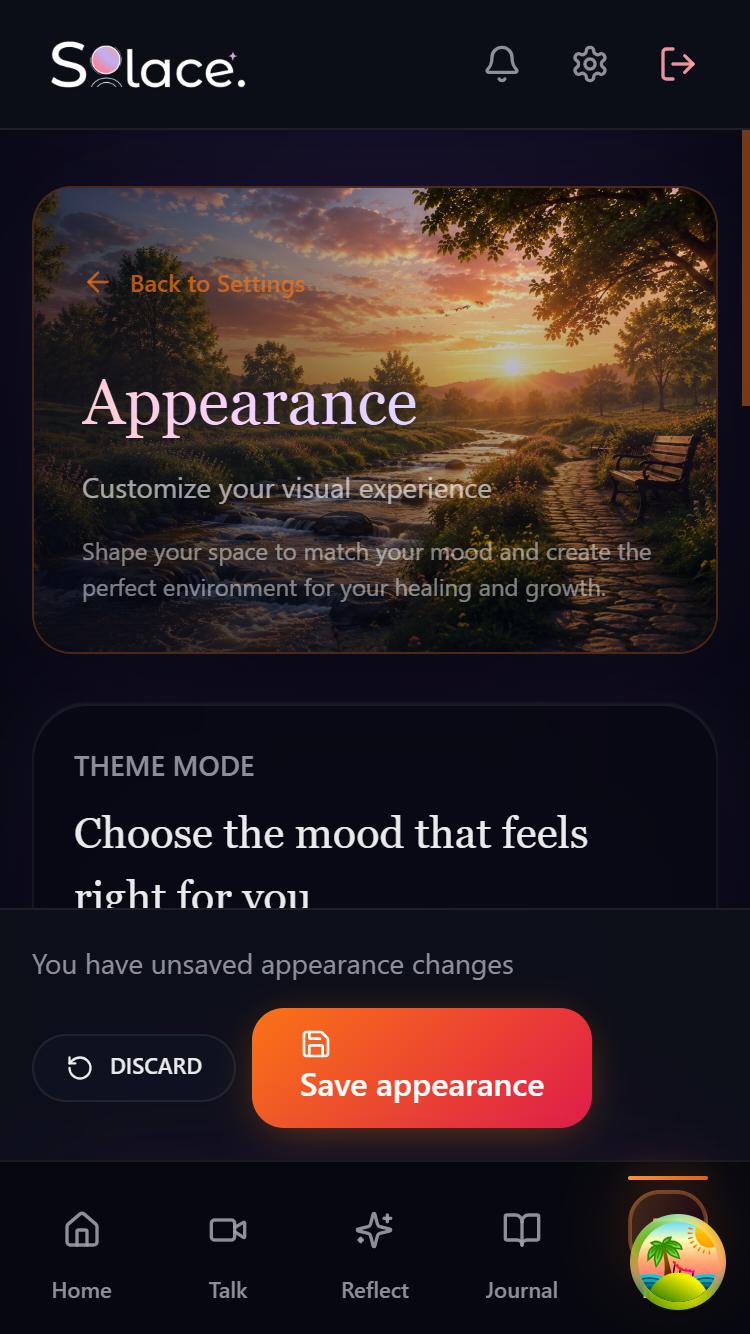 Solace.
Back to Settings
Appearance
Customize your visual experience
Shape your space to match your mood and create the
perfect environment for your healing and growth.
THEME MODE
Choose the mood that feels
right for you
You have unsaved appearance changes
DISCARD
Save appearance
Home
Talk
Reflect
Journal